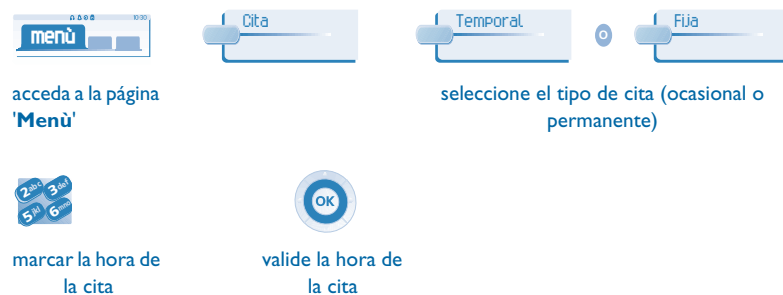 10:30
menù
Cita
Temporal
O
Fija
acceda a la página
'Menù'
seleccione el tipo de cita (ocasional o
permanente)
2abc 3def
5jkl 6mno
OK
marcar la hora de
la cita
valide la hora de
la cita